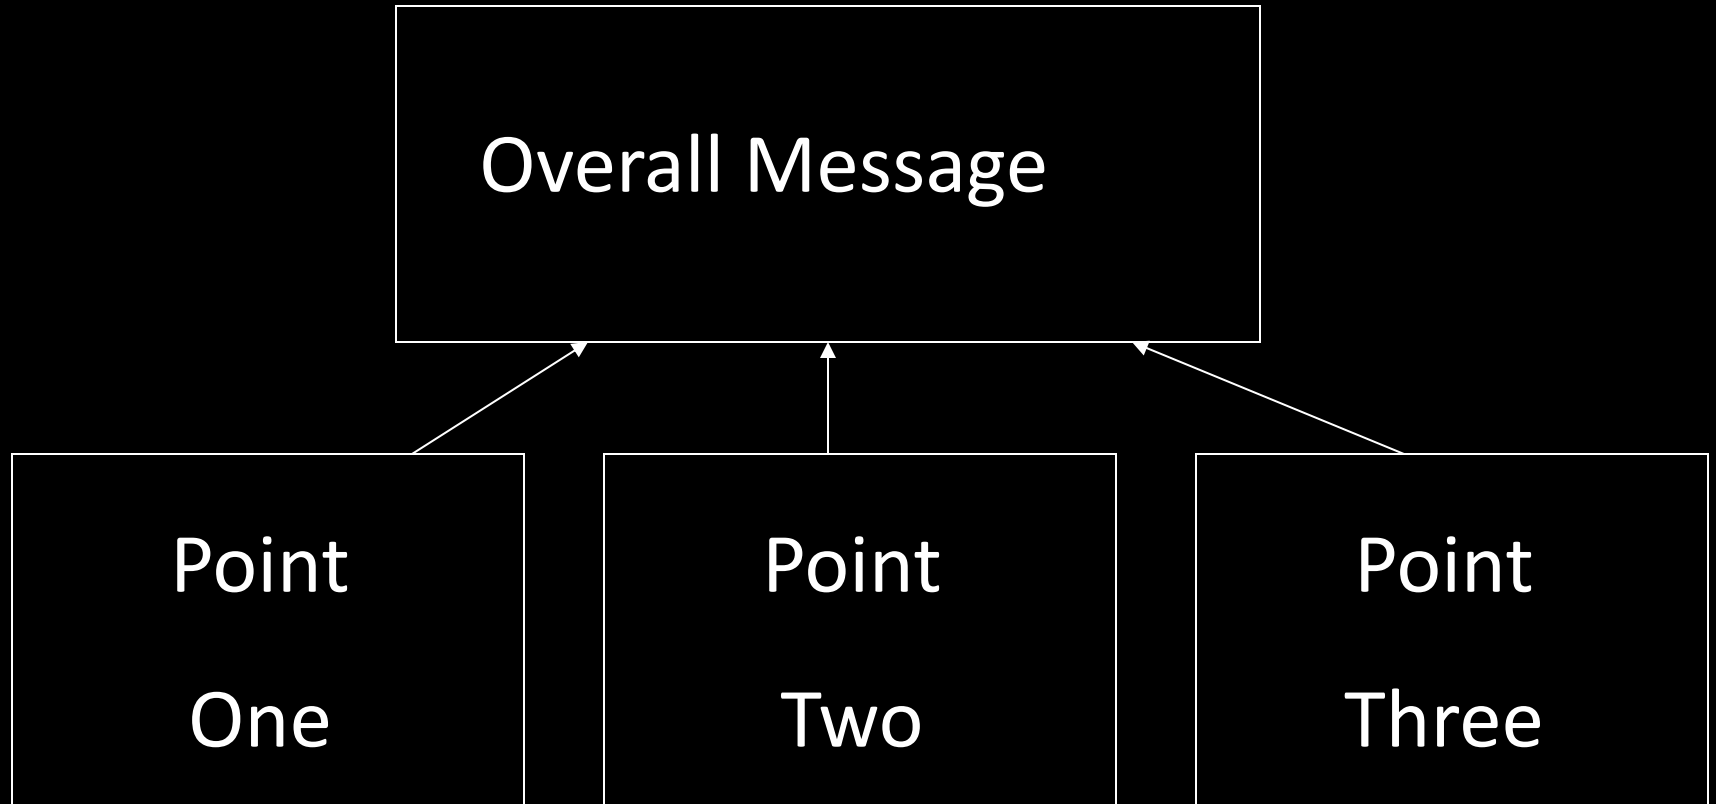 Overall Message
Point
One
Point
Two
Point
Three